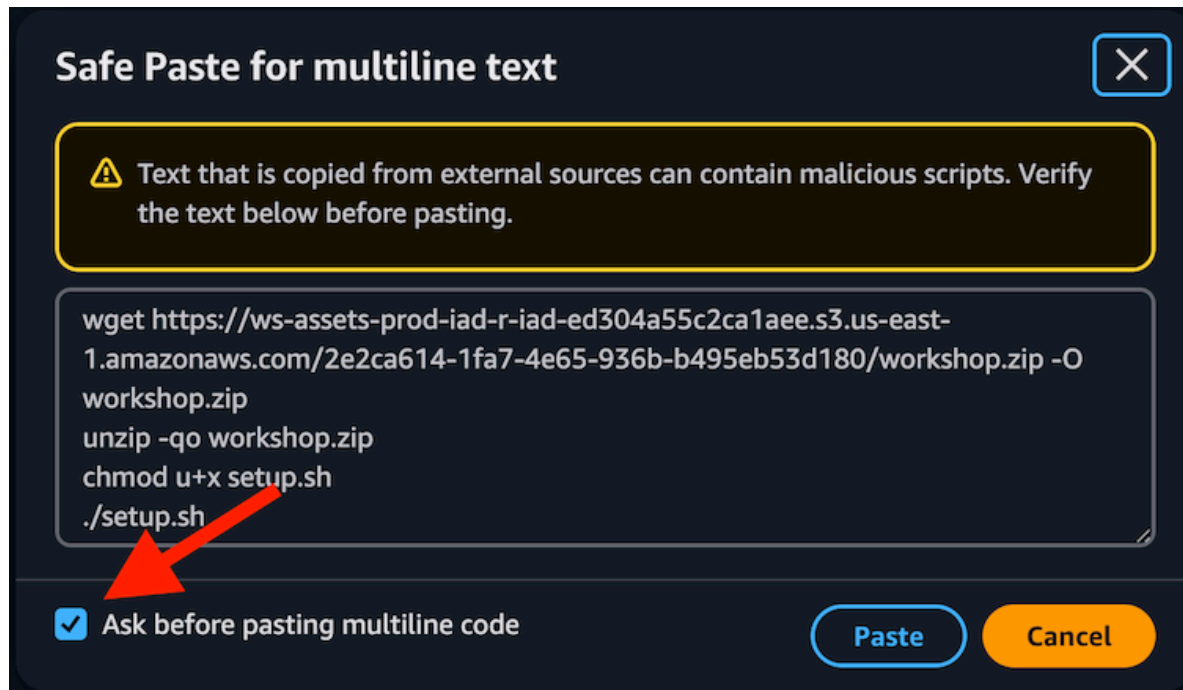 Safe Paste for multiline text
Text that is copied from external sources can contain malicious scripts. Verify
the text below before pasting.
wget https://ws-assets-prod-iad-r-iad-ed304a55c2ca1aee.s3.us-east-
1.amazonaws.com/2e2ca614-1fa7-4e65-936b-b495eb53d180/workshop.zip -O
workshop.zip
unzip -qo workshop.zip
chmod u+x setup.sh
./setup.sh
Ask before pasting multiline code
Paste
Cancel